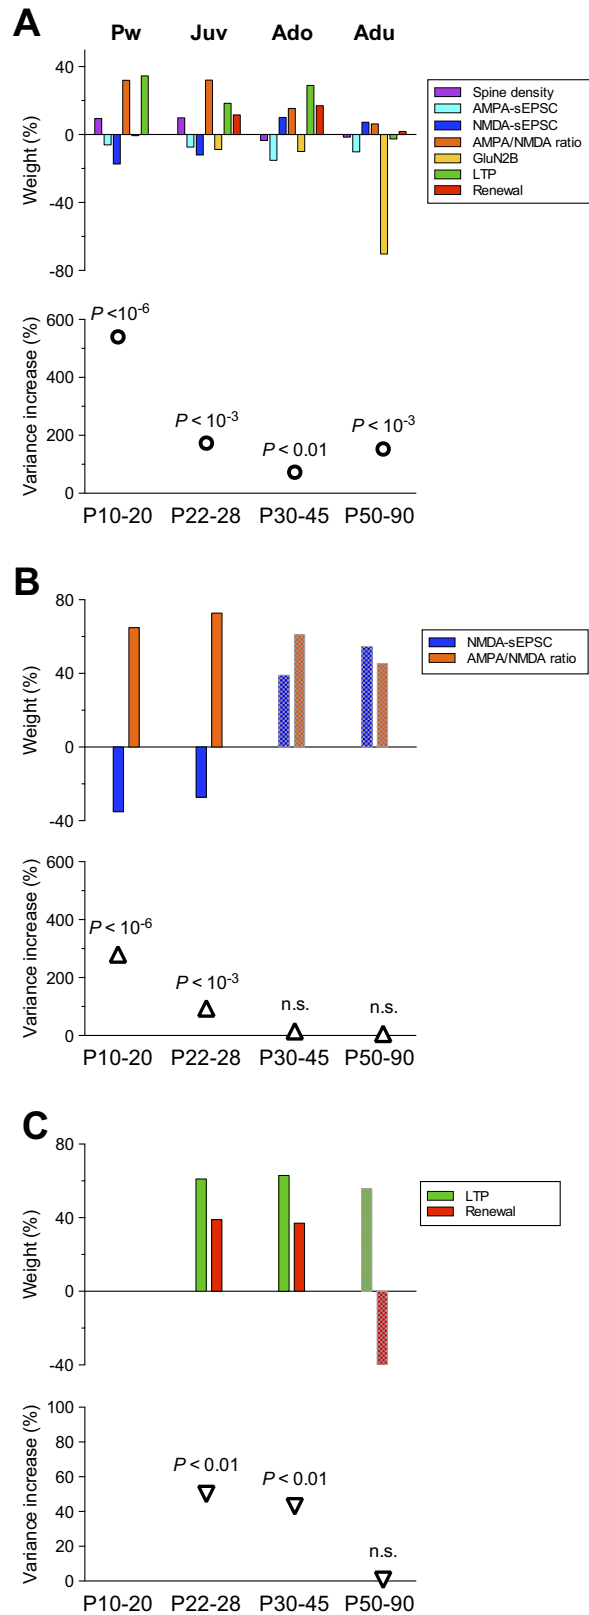 A
Pw Juv Ado Adu
40
0
-40
-80
Weight (%)
Spine density
AMPA-sEPSC
NMDA-sEPSC
AMPA/NMDA ratio
GluN2B
LTP
Renewal
600
400
200
0
Variance increase (%)
P <10-6
P < 10-3
P < 0.01
P < 10-3
P10-20 P22-28 P30-45 P50-90
B
80
40
0
-40
Weight (%)
NMDA-sEPSC
AMPA/NMDA ratio
600
400
200
0
Variance increase (%)
P < 10-6
P < 10-3
n.s.
n.s.
P10-20 P22-28 P30-45 P50-90
C
80
40
0
-40
Weight (%)
LTP
Renewal
100
80
60
40
20
0
Variance increase (%)
P < 0.01
P < 0.01
n.s.
P10-20 P22-28 P30-45 P50-90